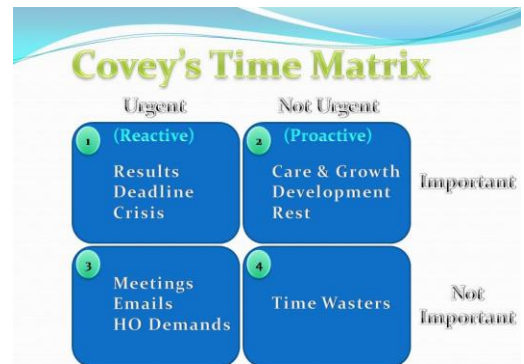 Covey's Time Matrix
Urgent
Not Urgent
1
(Reactive)
Results
Deadline
Crisis
2
(Proactive)
Care & Growth
Development
Rest
Important
3
Meetings
Emails
HO Demands
4
Time Wasters
Not
Important